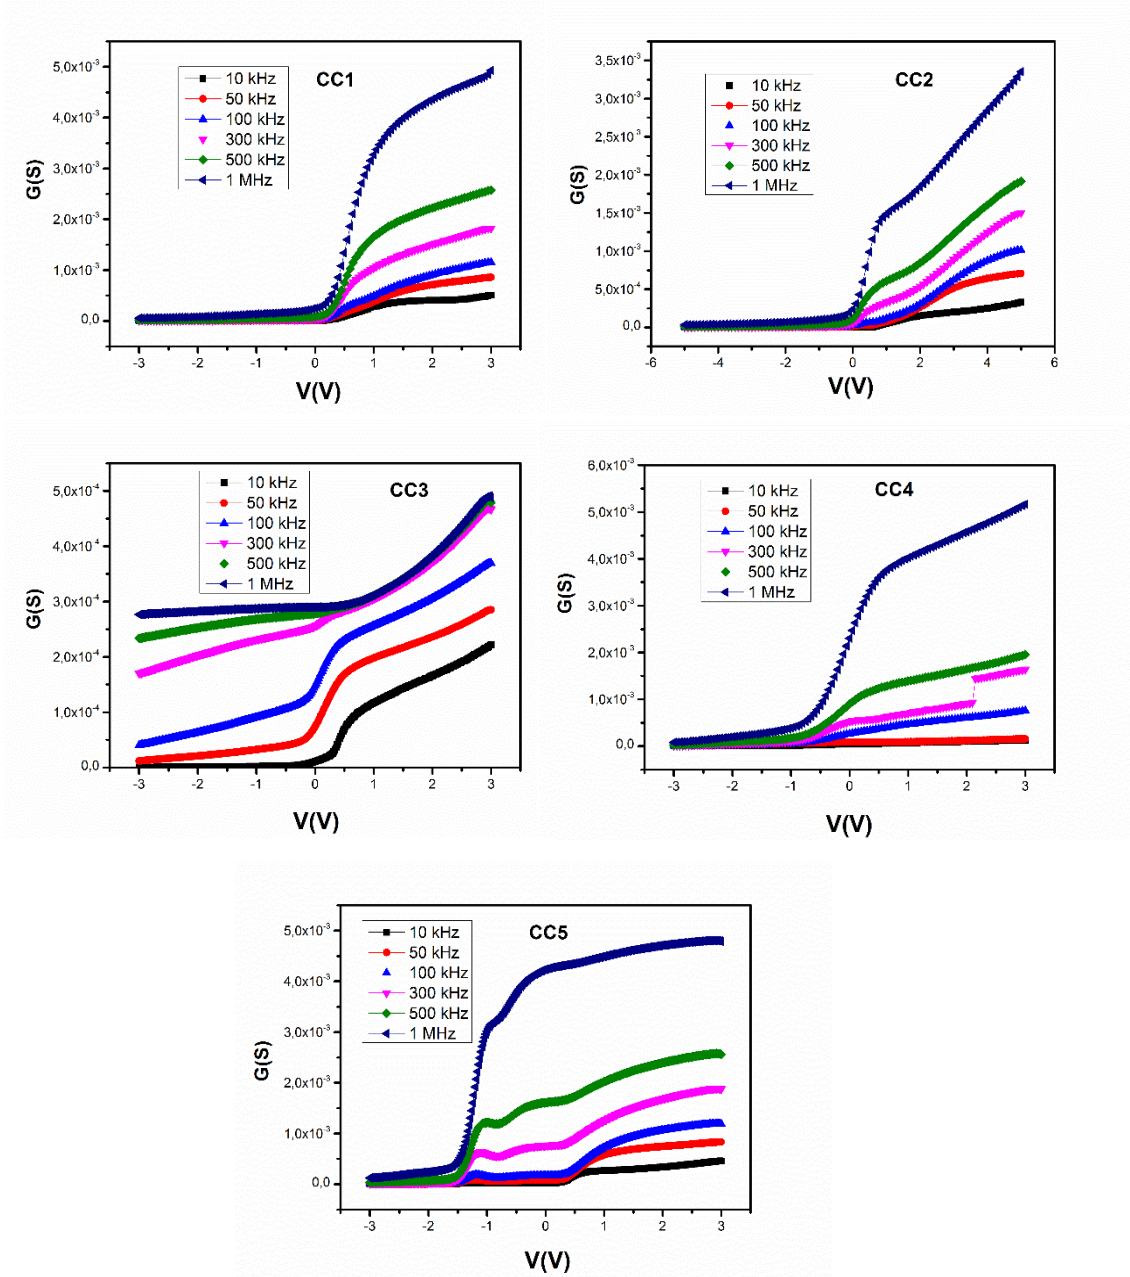 CC1
10 kHz
50 kHz
100 kHz
300 kHz
500 kHz
1 MHz
5,0x10⁻³
4,0x10⁻³
3,0x10⁻³
2,0x10⁻³
1,0x10⁻³
0,0
G(S)
-3 -2 -1 0 1 2 3
V(V)
CC2
10 kHz
50 kHz
100 kHz
300 kHz
500 kHz
1 MHz
3,5x10⁻³
3,0x10⁻³
2,5x10⁻³
2,0x10⁻³
1,5x10⁻³
1,0x10⁻³
5,0x10⁻⁴
0,0
G(S)
-6 -4 -2 0 2 4 6
V(V)
CC3
10 kHz
50 kHz
100 kHz
300 kHz
500 kHz
1 MHz
5,0x10⁻⁴
4,0x10⁻⁴
3,0x10⁻⁴
2,0x10⁻⁴
1,0x10⁻⁴
0,0
G(S)
-3 -2 -1 0 1 2 3
V(V)
CC4
10 kHz
50 kHz
100 kHz
300 kHz
500 kHz
1 MHz
6,0x10⁻³
5,0x10⁻³
4,0x10⁻³
3,0x10⁻³
2,0x10⁻³
1,0x10⁻³
0,0
G(S)
-3 -2 -1 0 1 2 3
V(V)
CC5
10 kHz
50 kHz
100 kHz
300 kHz
500 kHz
1 MHz
5,0x10⁻³
4,0x10⁻³
3,0x10⁻³
2,0x10⁻³
1,0x10⁻³
0,0
G(S)
-3 -2 -1 0 1 2 3
V(V)